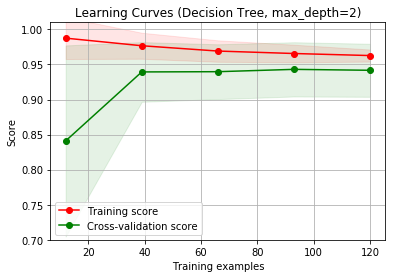 Learning Curves (Decision Tree, max_depth=2)
1.00
0.95
0.90
0.85
0.80
0.75
0.70
Score
Training score
Cross-validation score
20 40 60 80 100 120
Training examples